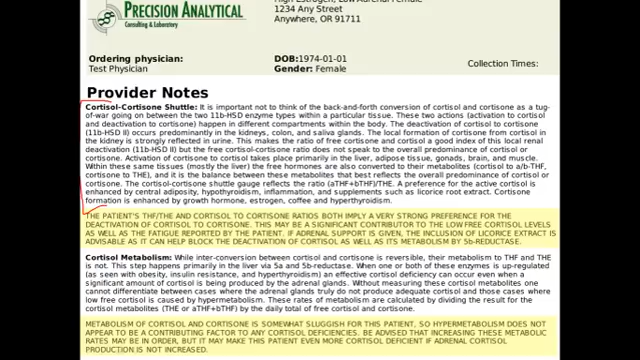 PRECISION ANALYTICAL
Consulting & Laboratory
High Estrogen, Low Adrenal Female
1234 Any Street
Anywhere, OR 91711
Ordering physician:
Test Physician
DOB:1974-01-01
Gender: Female
Collection Times:
Provider Notes
Cortisol-Cortisone Shuttle: It is important not to think of the back-and-forth conversion of cortisol and cortisone as a tug-
of-war going on between the two 11b-HSD enzyme types within a particular tissue. These two actions (activation to cortisol
and deactivation to cortisone) happen in different compartments within the body. The deactivation of cortisol to cortisone
(11b-HSD II) occurs predominantly in the kidneys, colon, and saliva glands. The local formation of cortisone from cortisol in
the kidney is strongly reflected in urine. This makes the ratio of free cortisone and cortisol a good index of this local renal
deactivation (11b-HSD II) but the free cortisol-cortisone ratio does not speak to the overall predominance of cortisol or
cortisone. Activation of cortisone to cortisol takes place primarily in the liver, adipose tissue, gonads, brain, and muscle.
Within these same tissues (mostly the liver) the free hormones are also converted to their metabolites (cortisol to a/b-THF,
cortisone to THE), and it is the balance between these metabolites that best reflects the overall predominance of cortisol or
cortisone. The cortisol-cortisone shuttle gauge reflects the ratio (aTHF+bTHF)/THE. A preference for the active cortisol is
enhanced by central adiposity, hypothyroidism, inflammation, and supplements such as licorice root extract. Cortisone
formation is enhanced by growth hormone, estrogen, coffee and hyperthyroidism.
THE PATIENT'S THF/THE AND CORTISOL TO CORTISONE RATIOS BOTH IMPLY A VERY STRONG PREFERENCE FOR THE
DEACTIVATION OF CORTISOL TO CORTISONE. THIS MAY BE A SIGNIFICANT CONTRIBUTOR TO THE LOW FREE CORTISOL LEVELS
AS WELL AS THE FATIGUE REPORTED BY THE PATIENT. IF ADRENAL SUPPORT IS GIVEN, THE INCLUSION OF LICORICE EXTRACT IS
ADVISABLE AS IT CAN HELP BLOCK THE DEACTIVATION OF CORTISOL AS WELL AS ITS METABOLISM BY 5b-REDUCTASE.
Cortisol Metabolism: While inter-conversion between cortisol and cortisone is reversible, their metabolism to THF and THE
is not. This step happens primarily in the liver via 5a and 5b-reductase. When one or both of these enzymes is up-regulated
(as seen with obesity, insulin resistance, and hyperthyroidism) an effective cortisol deficiency can occur even when a
significant amount of cortisol is being produced by the adrenal glands. Without measuring these cortisol metabolites one
cannot differentiate between cases where the adrenal glands truly do not produce adequate cortisol and those cases where
low free cortisol is caused by hypermetabolism. These rates of metabolism are calculated by dividing the result for the
cortisol metabolites (THE or aTHF+bTHF) by the daily total of free cortisol and cortisone.
METABOLISM OF CORTISOL AND CORTISONE IS SOMEWHAT SLUGGISH FOR THIS PATIENT, SO HYPERMETABOLISM DOES NOT
APPEAR TO BE A CONTRIBUTING FACTOR TO ANY CORTISOL DEFICIENCIES. BE ADVISED THAT INCREASING THESE METABOLIC
RATES MAY BE IN ORDER, BUT IT MAY MAKE THIS PATIENT EVEN MORE CORTISOL DEFICIENT IF ADRENAL CORTISOL
PRODUCTION IS NOT INCREASED.